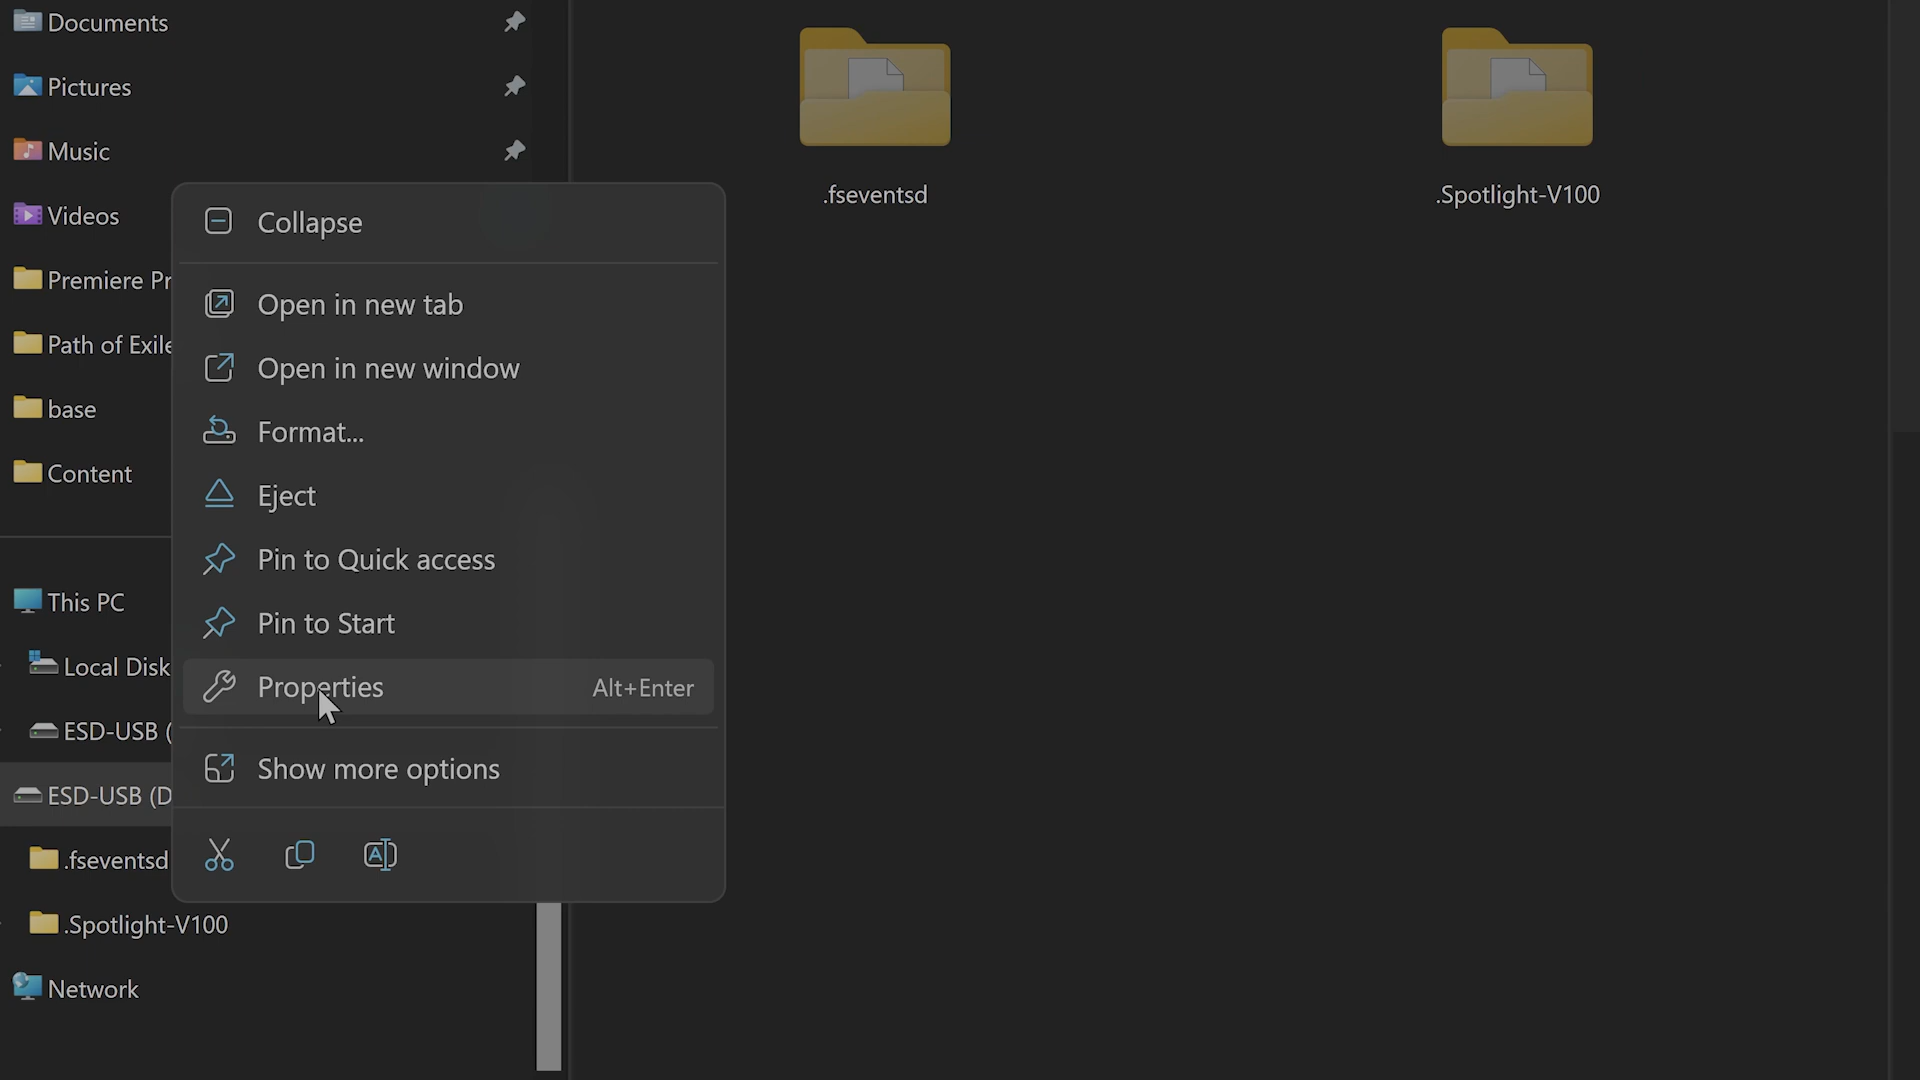 Documents
Pictures
Music
Videos
Premiere Pr
Path of Exile
base
Content
This PC
Local Disk
ESD-USB (
ESD-USB (D
.fseventsd
.Spotlight-V100
Network
Collapse
Open in new tab
Open in new window
Format...
Eject
Pin to Quick access
Pin to Start
Properties Alt+Enter
Show more options
.fseventsd
.Spotlight-V100